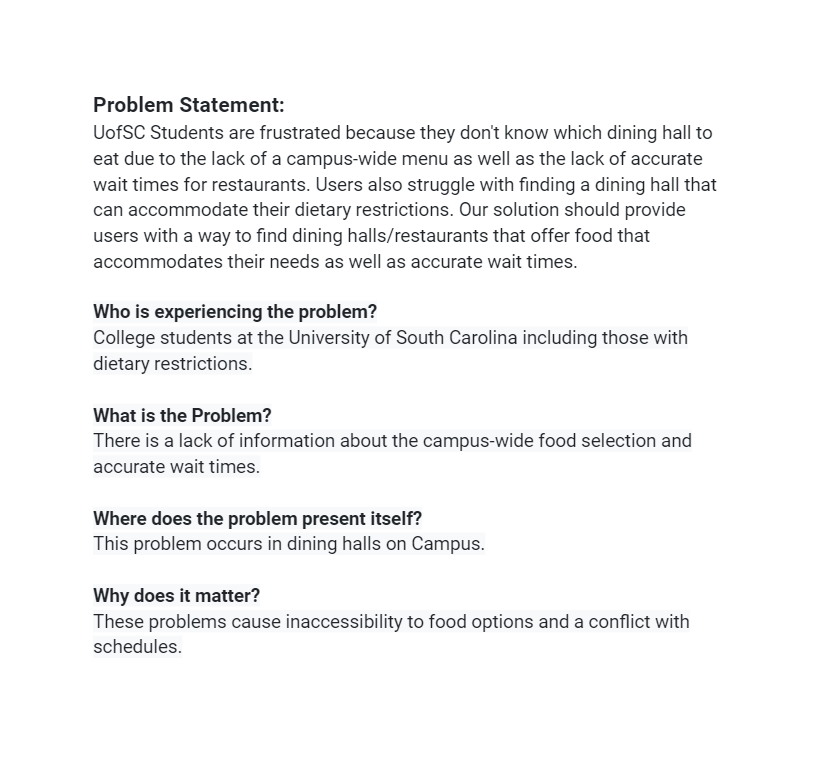 Problem Statement:
UofSC Students are frustrated because they don't know which dining hall to
eat due to the lack of a campus-wide menu as well as the lack of accurate
wait times for restaurants. Users also struggle with finding a dining hall that
can accommodate their dietary restrictions. Our solution should provide
users with a way to find dining halls/restaurants that offer food that
accommodates their needs as well as accurate wait times.
Who is experiencing the problem?
College students at the University of South Carolina including those with
dietary restrictions.
What is the Problem?
There is a lack of information about the campus-wide food selection and
accurate wait times.
Where does the problem present itself?
This problem occurs in dining halls on Campus.
Why does it matter?
These problems cause inaccessibility to food options and a conflict with
schedules.